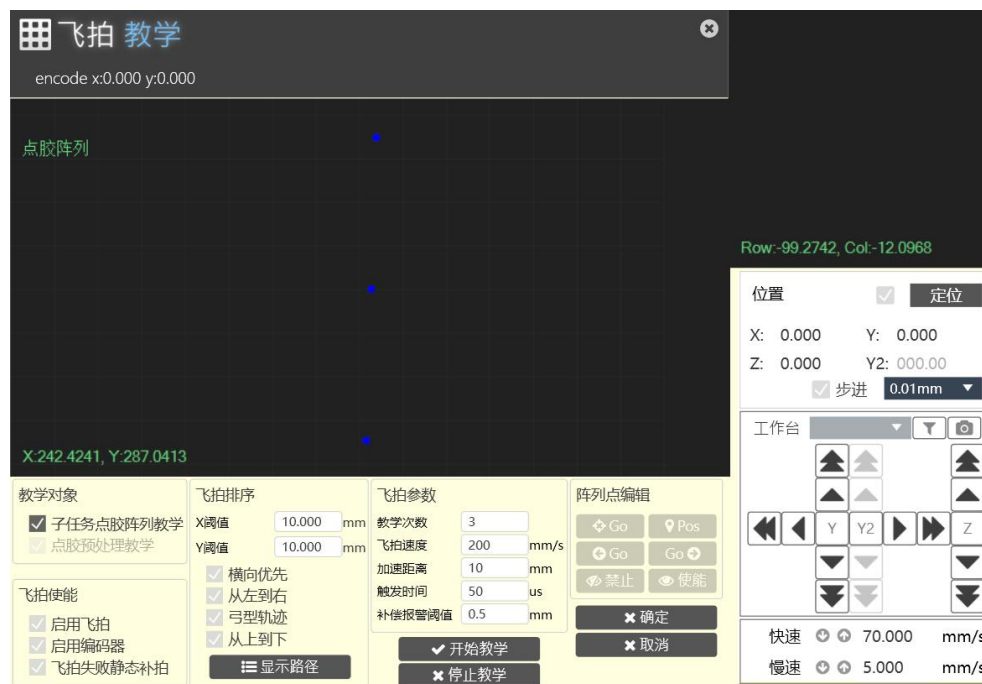 飞拍 教学
encode x:0.000 y:0.000
点胶阵列
X:242.4241, Y:287.0413
Row:-99.2742, Col:-12.0968
教学对象
子任务点胶阵列教学
点胶预处理教学
飞拍使能
启用飞拍
启用编码器
飞拍失败静态补拍
飞拍排序
X阈值 10.000 mm
Y阈值 10.000 mm
横向优先
从左到右
弓型轨迹
从上到下
显示路径
飞拍参数
教学次数 3
飞拍速度 200 mm/s
加速距离 10 mm
触发时间 50 us
补偿报警阈值 0.5 mm
开始教学
停止教学
阵列点编辑
Go Pos
Go Go
禁止 使能
确定
取消
位置 定位
X: 0.000 Y: 0.000
Z: 0.000 Y2: 000.00
步进 0.01mm
工作台
Y Y2 Z
快速 70.000 mm/s
慢速 5.000 mm/s